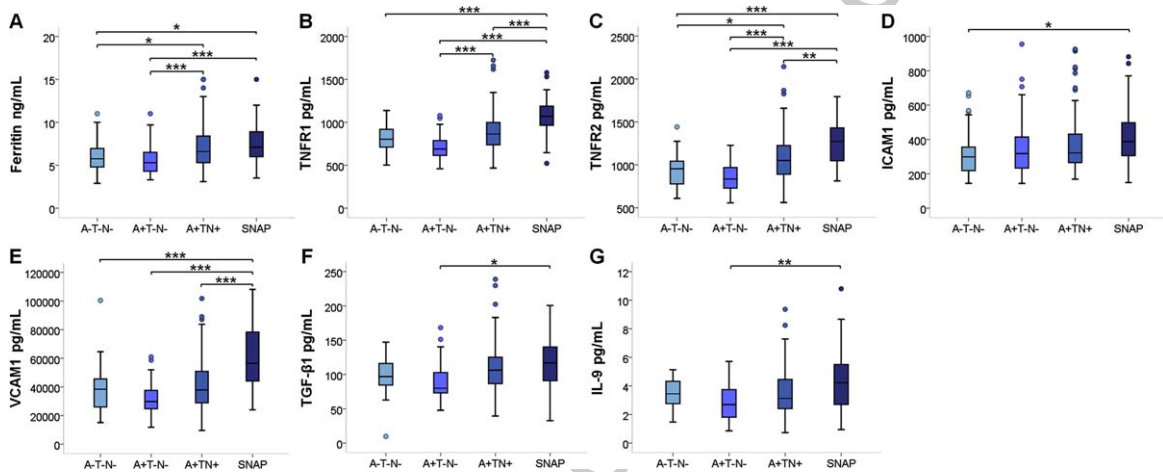 A
Ferritin ng/mL
20
15
10
5
0
* * *** ***
A-T-N- A+T-N- A+TN+ SNAP
B
TNFR1 pg/mL
2000
1500
1000
500
0
*** *** *** ***
A-T-N- A+T-N- A+TN+ SNAP
C
TNFR2 pg/mL
2500
2000
1500
1000
500
*** * *** *** **
A-T-N- A+T-N- A+TN+ SNAP
D
ICAM1 pg/mL
1000
800
600
400
200
0
*
A-T-N- A+T-N- A+TN+ SNAP
E
VCAM1 pg/mL
120000
100000
80000
60000
40000
20000
0
*** *** ***
A-T-N- A+T-N- A+TN+ SNAP
F
TGF-β1 pg/mL
250
200
150
100
50
0
*
A-T-N- A+T-N- A+TN+ SNAP
G
IL-9 pg/mL
12
10
8
6
4
2
0
**
A-T-N- A+T-N- A+TN+ SNAP